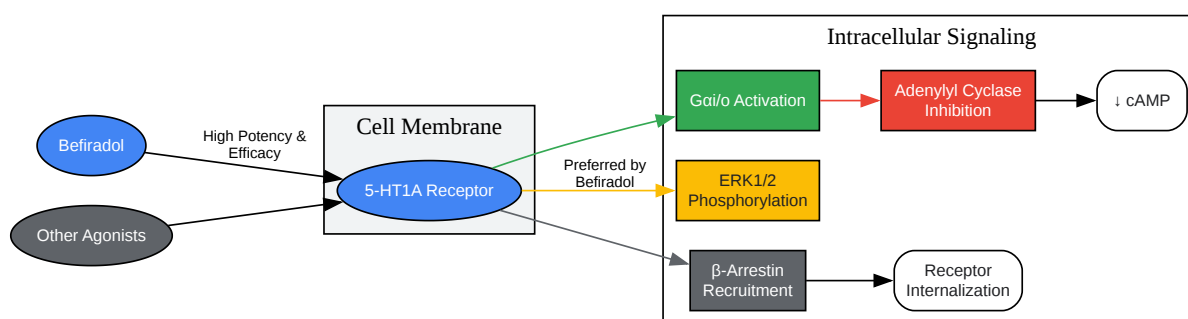 Intracellular Signaling
Gαi/o Activation
Adenylyl Cyclase
Inhibition
↓ cAMP
Cell Membrane
Befiradol
High Potency &
Efficacy
5-HT1A Receptor
Preferred by
Befiradol
ERK1/2
Phosphorylation
Other Agonists
β-Arrestin
Recruitment
Receptor
Internalization